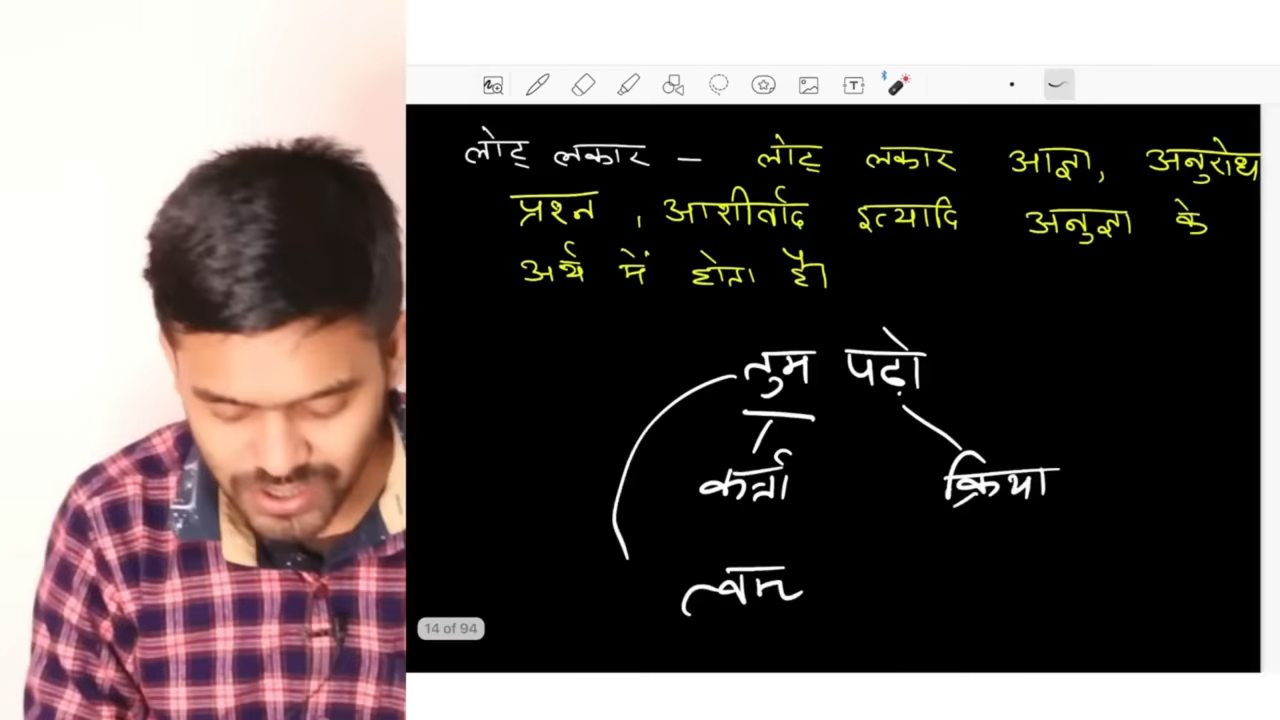 लोट् लकार - लोट् लकार आज्ञा, अनुरोध
प्रश्न, आशीर्वाद इत्यादि अनुज्ञा के
अर्थ में होता है।
तुम पढ़ो
कर्त्ता क्रिया
त्वम
14 of 94